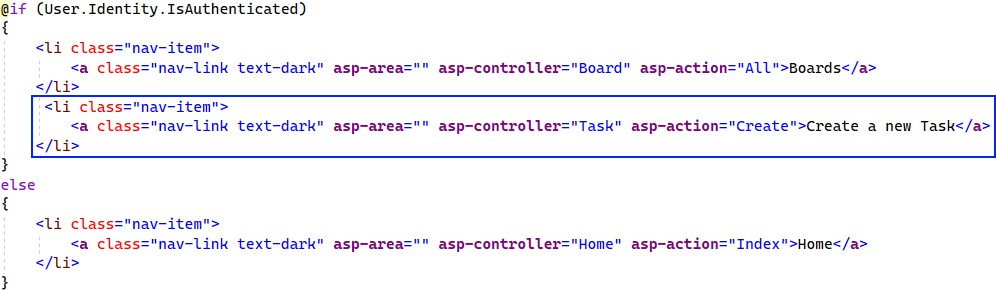 @if (User.Identity.IsAuthenticated)
{
    <li class="nav-item">
        <a class="nav-link text-dark" asp-area="" asp-controller="Board" asp-action="All">Boards</a>
    </li>
     <li class="nav-item">
        <a class="nav-link text-dark" asp-area="" asp-controller="Task" asp-action="Create">Create a new Task</a>
    </li>
}
else
{
    <li class="nav-item">
        <a class="nav-link text-dark" asp-area="" asp-controller="Home" asp-action="Index">Home</a>
    </li>
}